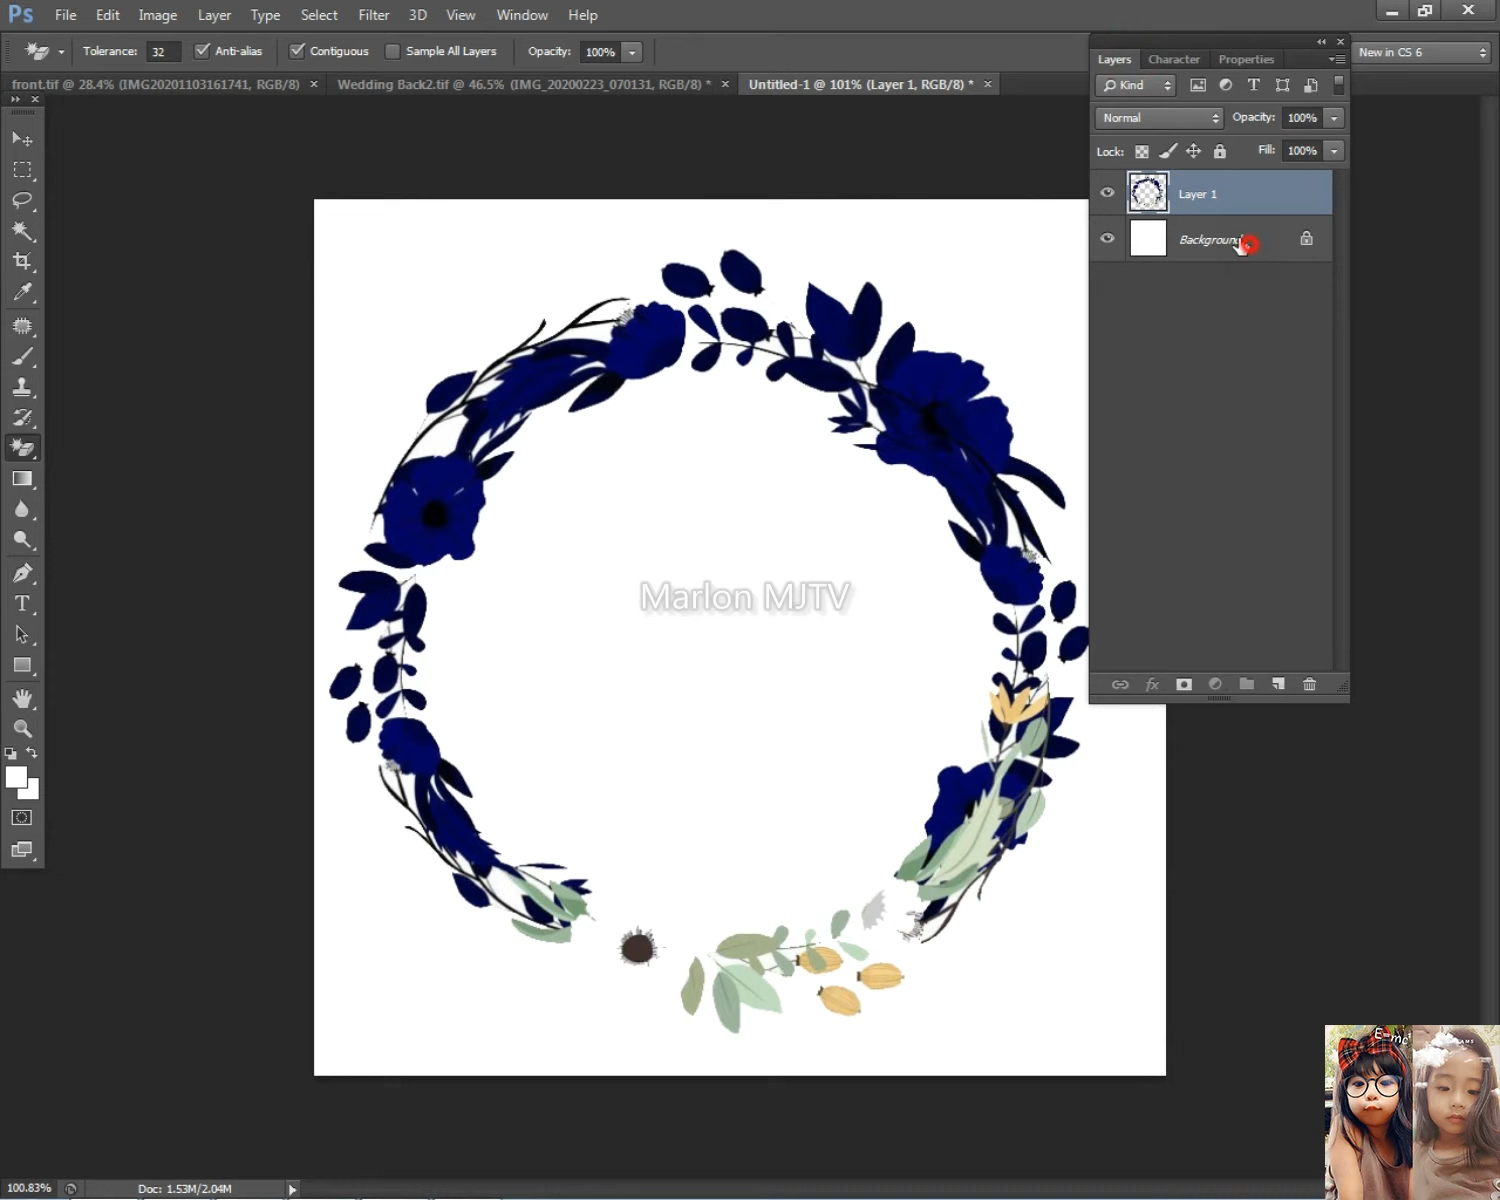 Ps File Edit Image Layer Type Select Filter 3D View Window Help
Tolerance: 32 Anti-alias Contiguous Sample All Layers Opacity: 100% New in CS 6
front.tif @ 28.4% (IMG20201103161741, RGB/8) × Wedding Back2.tif @ 46.5% (IMG_20200223_070131, RGB/8) * × Untitled-1 @ 101% (Layer 1, RGB/8) * ×
Layers Character Properties
Kind T
Normal Opacity: 100%
Lock: Fill: 100%
Layer 1
Background
fx
T
Marlon MJTV
E=mc²
100.83% Doc: 1.53M/2.04M